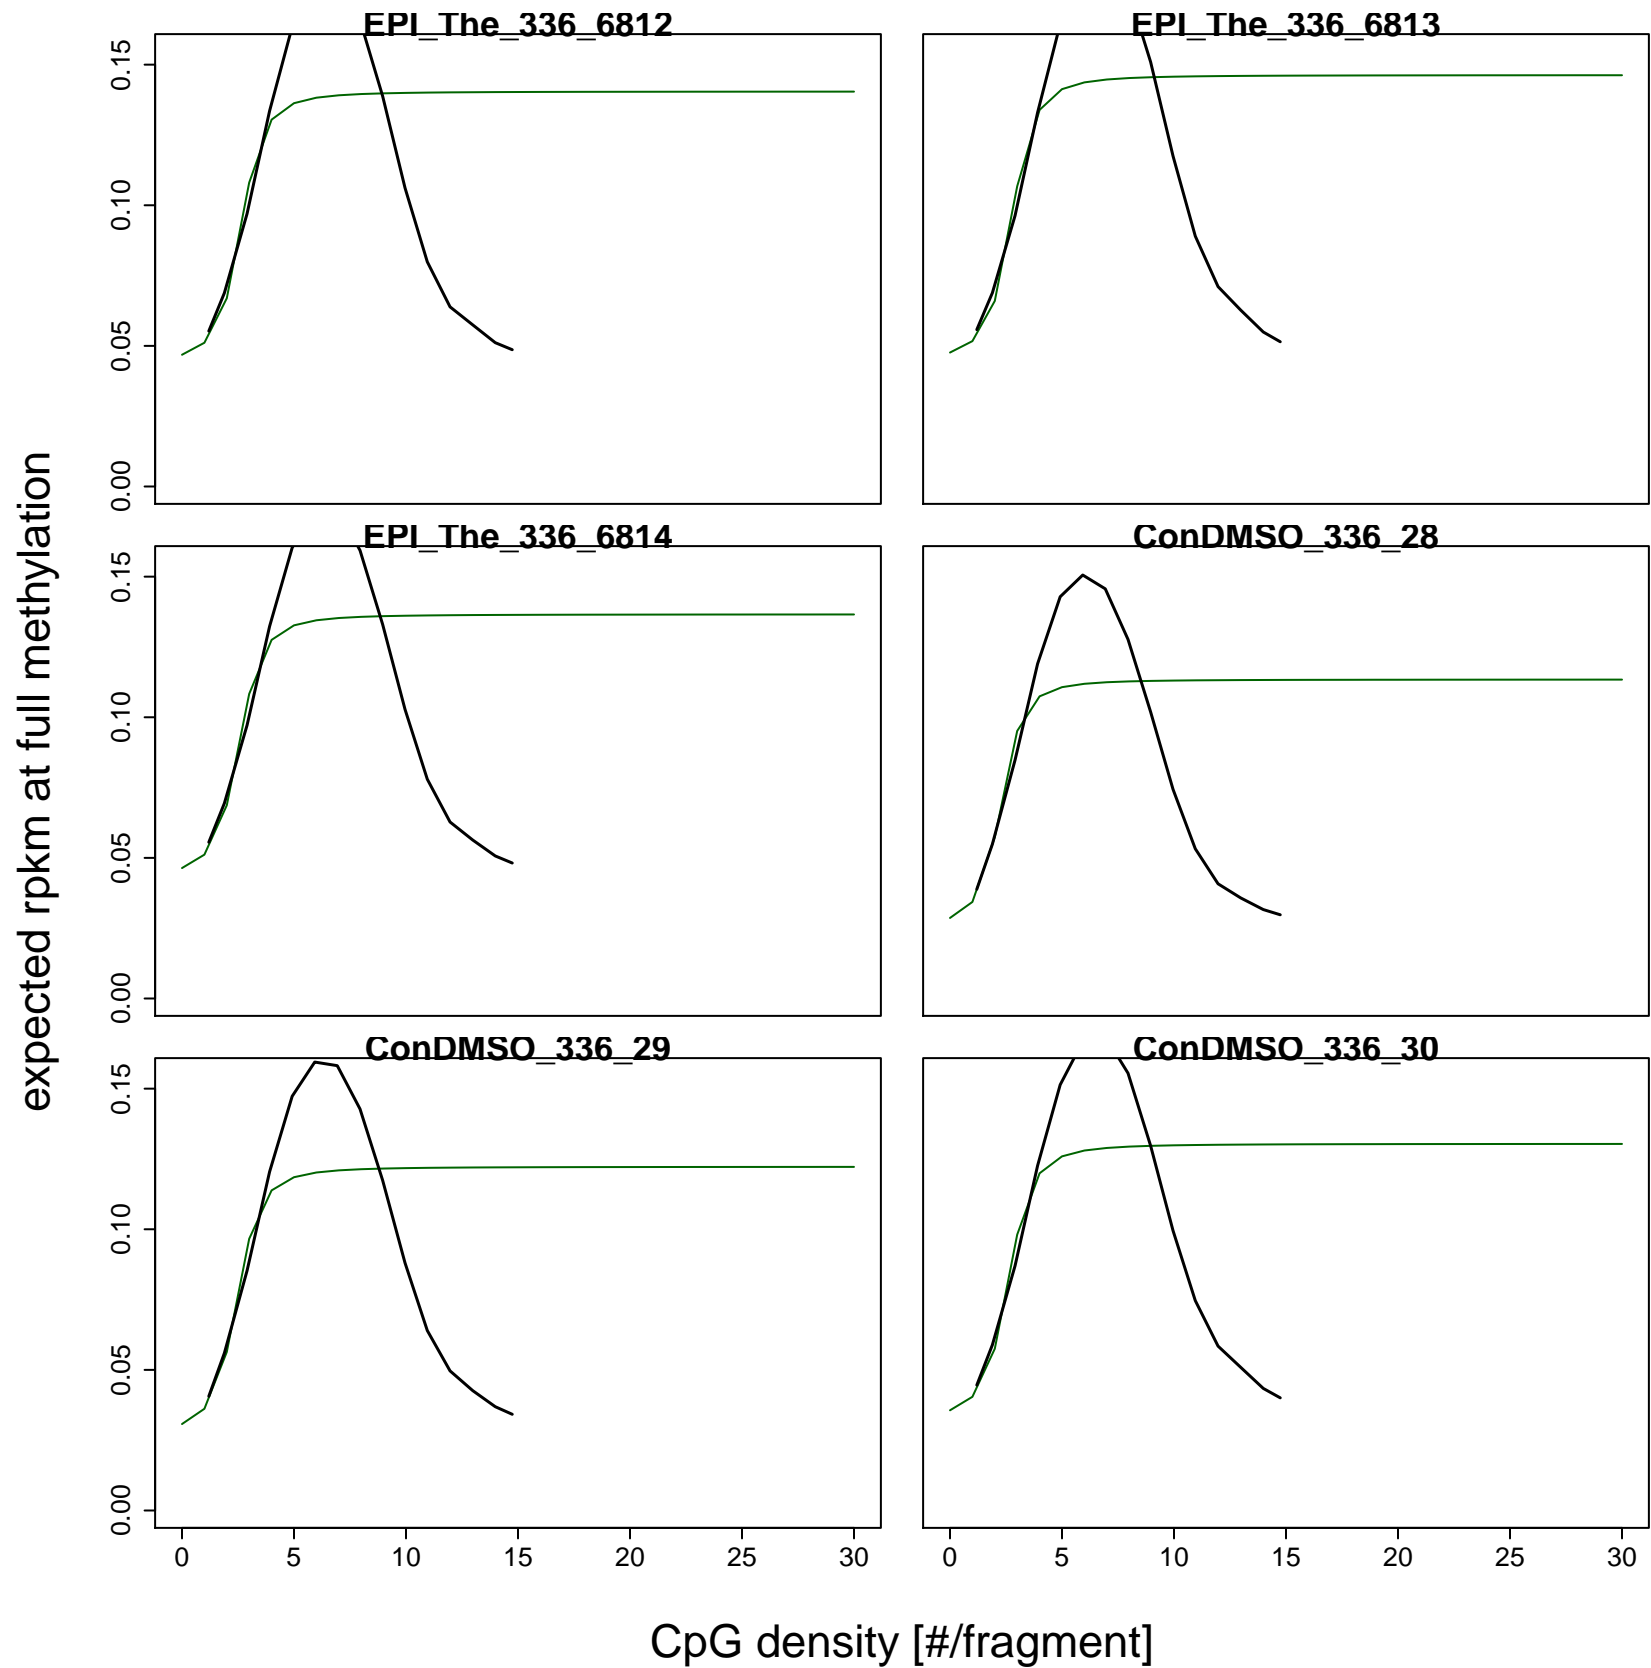 EPI_The_336_6812
EPI_The_336_6813
0.15
0.10
0.05
0.00
EPI_The_336_6814
ConDMSO_336_28
0.15
0.10
0.05
0.00
ConDMSO_336_29
ConDMSO_336_30
0.15
0.10
0.05
0.00
0 5 10 15 20 25 30
0 5 10 15 20 25 30
expected rpkm at full methylation
CpG density [#/fragment]